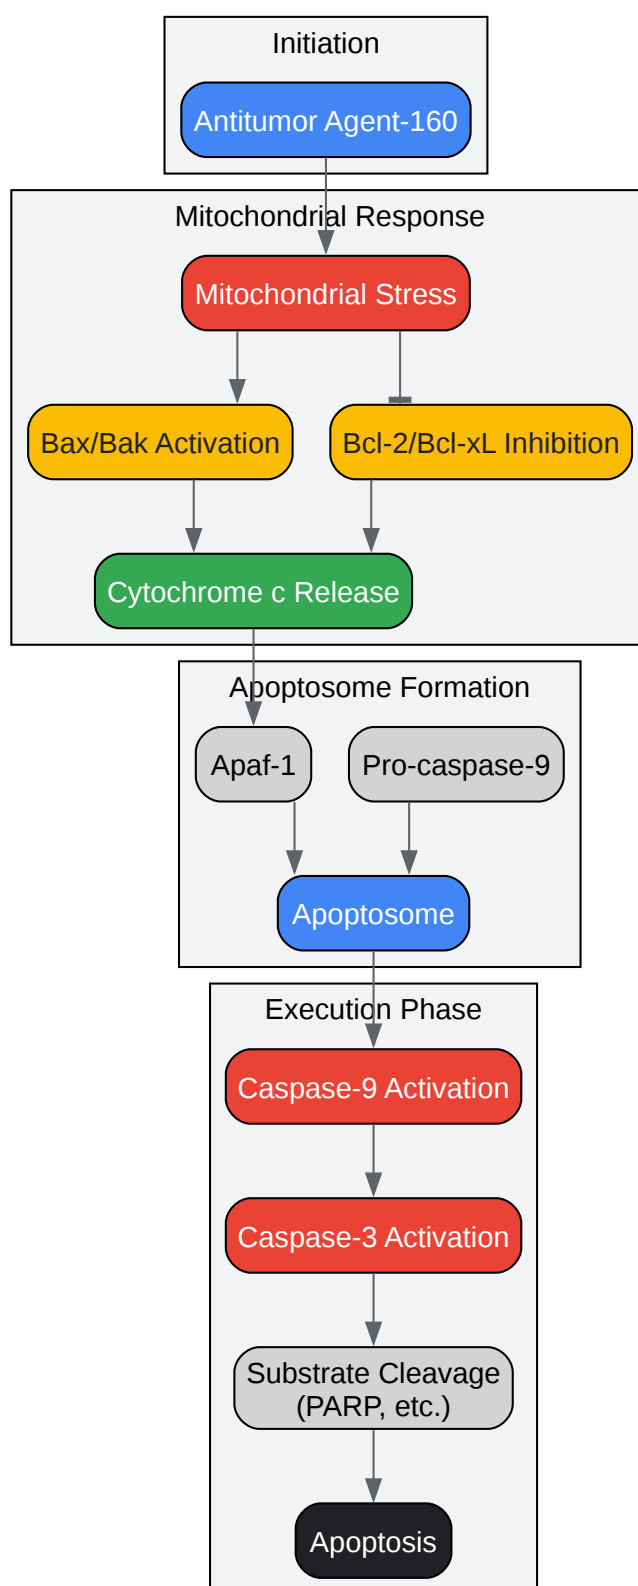 Initiation
Antitumor Agent-160
Mitochondrial Response
Mitochondrial Stress
Bax/Bak Activation
Bcl-2/Bcl-xL Inhibition
Cytochrome c Release
Apoptosome Formation
Apaf-1
Pro-caspase-9
Apoptosome
Execution Phase
Caspase-9 Activation
Caspase-3 Activation
Substrate Cleavage
(PARP, etc.)
Apoptosis